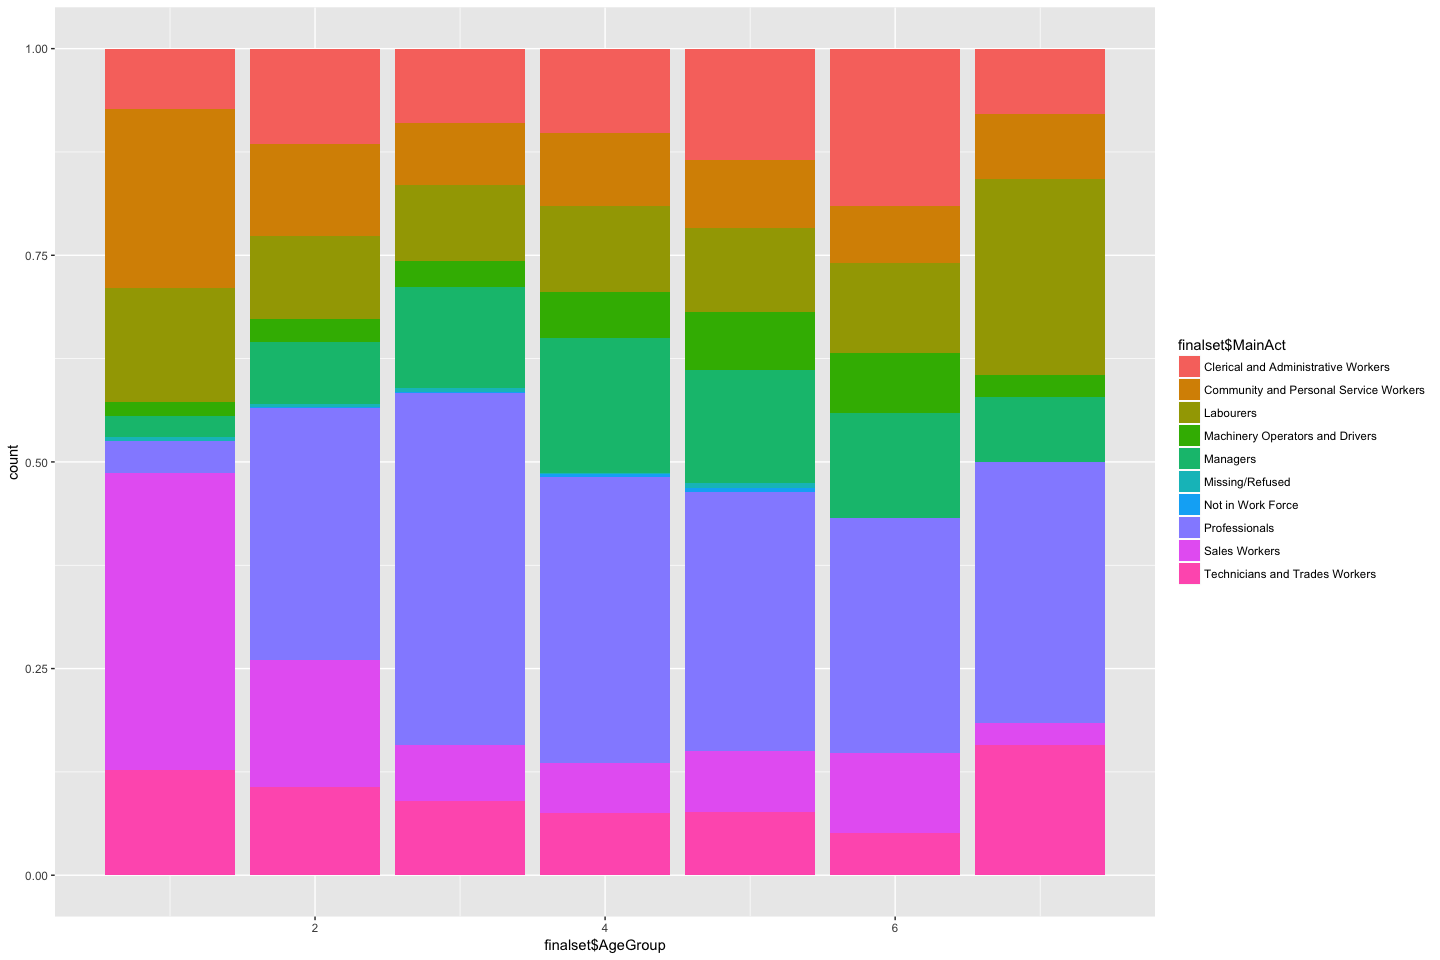 1.00
0.75
0.50
0.25
0.00
count
2
4
6
finalset$AgeGroup
finalset$MainAct
Clerical and Administrative Workers
Community and Personal Service Workers
Labourers
Machinery Operators and Drivers
Managers
Missing/Refused
Not in Work Force
Professionals
Sales Workers
Technicians and Trades Workers